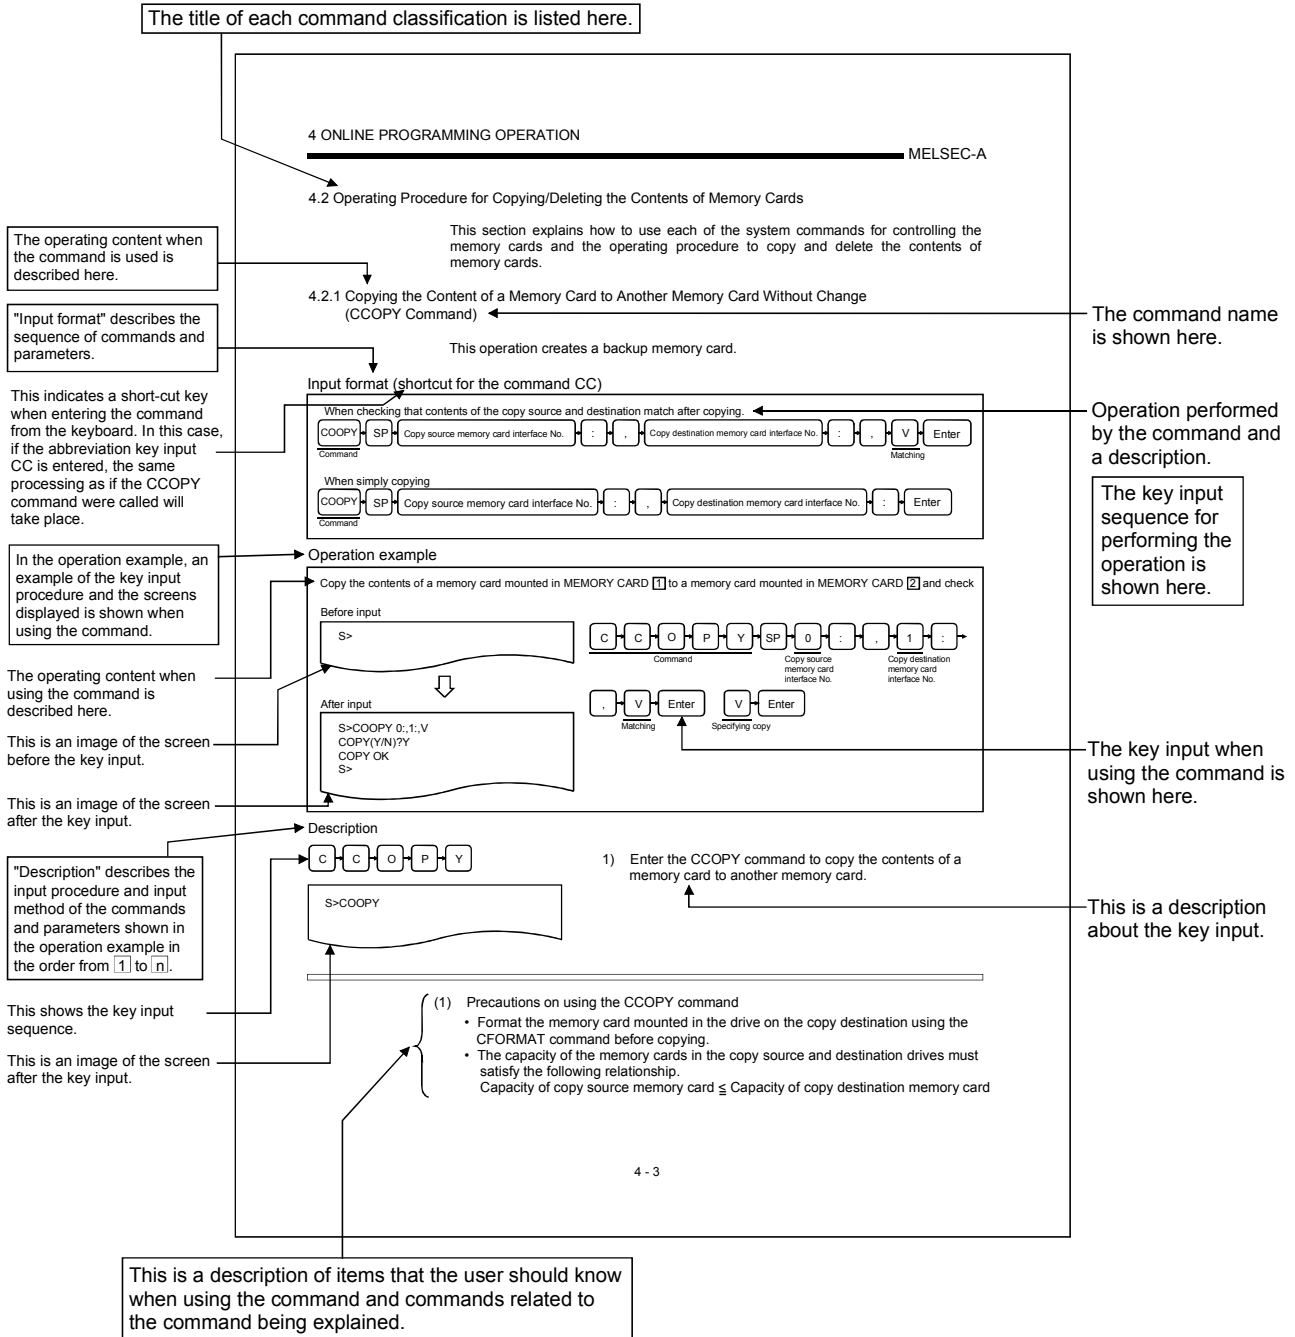 The title of each command classification is listed here.
4 ONLINE PROGRAMMING OPERATION
MELSEC-A
4.2 Operating Procedure for Copying/Deleting the Contents of Memory Cards
This section explains how to use each of the system commands for controlling the
memory cards and the operating procedure to copy and delete the contents of
memory cards.
The operating content when
the command is used is
described here.
4.2.1 Copying the Content of a Memory Card to Another Memory Card Without Change
(CCOPY Command)
The command name
is shown here.
"Input format" describes the
sequence of commands and
parameters.
This operation creates a backup memory card.
Input format (shortcut for the command CC)
This indicates a short-cut key
when entering the command
from the keyboard. In this case,
if the abbreviation key input
CC is entered, the same
processing as if the CCOPY
command were called will
take place.
When checking that contents of the copy source and destination match after copying.
COOPY SP Copy source memory card interface No. : , Copy destination memory card interface No. : , V Enter
Command Matching
When simply copying
COOPY SP Copy source memory card interface No. : , Copy destination memory card interface No. : Enter
Command
Operation performed
by the command and
a description.
The key input
sequence for
performing the
operation is
shown here.
In the operation example, an
example of the key input
procedure and the screens
displayed is shown when
using the command.
Operation example
Copy the contents of a memory card mounted in MEMORY CARD 1 to a memory card mounted in MEMORY CARD 2 and check
Before input
S>
C C O P Y SP 0 : , 1 :
Command
Copy source
memory card
interface No.
Copy destination
memory card
interface No.
The operating content when
using the command is
described here.
, V Enter V Enter
Matching Specifying copy
After input
S>COOPY 0:,1:,V
COPY(Y/N)?Y
COPY OK
S>
This is an image of the screen
before the key input.
The key input when
using the command is
shown here.
This is an image of the screen
after the key input.
Description
"Description" describes the
input procedure and input
method of the commands
and parameters shown in
the operation example in
the order from 1 to n.
C C O P Y
1) Enter the CCOPY command to copy the contents of a
memory card to another memory card.
S>COOPY
This is a description
about the key input.
This shows the key input
sequence.
This is an image of the screen
after the key input.
(1) Precautions on using the CCOPY command
• Format the memory card mounted in the drive on the copy destination using the
CFORMAT command before copying.
• The capacity of the memory cards in the copy source and destination drives must
satisfy the following relationship.
Capacity of copy source memory card ≦ Capacity of copy destination memory card
4 - 3
This is a description of items that the user should know
when using the command and commands related to
the command being explained.